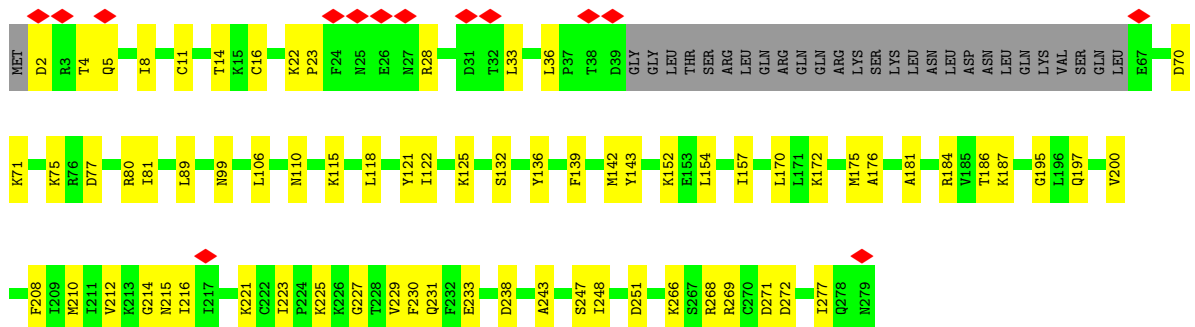 MET D2 R3 T4 Q5 I8 C11 T14 K15 C16 K22 P23 F24 N25 E26 N27 R28 D31 T32 L33 L36 P37 T38 D39 GLY GLY LEU THR SER ARG LEU GLN ARG GLN GLN ARG LYS SER LYS LEU ASN LEU ASP ASN LEU GLN LYS VAL SER GLN LEU E67 D70
K71 K75 R76 D77 R80 I81 L89 N99 L106 N110 K115 L118 Y121 I122 K125 S132 Y136 F139 M142 Y143 K152 E153 L154 I157 L170 L171 K172 M175 A176 A181 R184 V185 T186 K187 G195 L196 Q197 V200
F208 I209 M210 I211 V212 K213 G214 N215 I216 I217 K221 C222 I223 P224 K225 K226 G227 T228 V229 F230 Q231 F232 E233 D238 A243 S247 I248 D251 K266 S267 R268 R269 C270 D271 D272 I277 Q278 N279